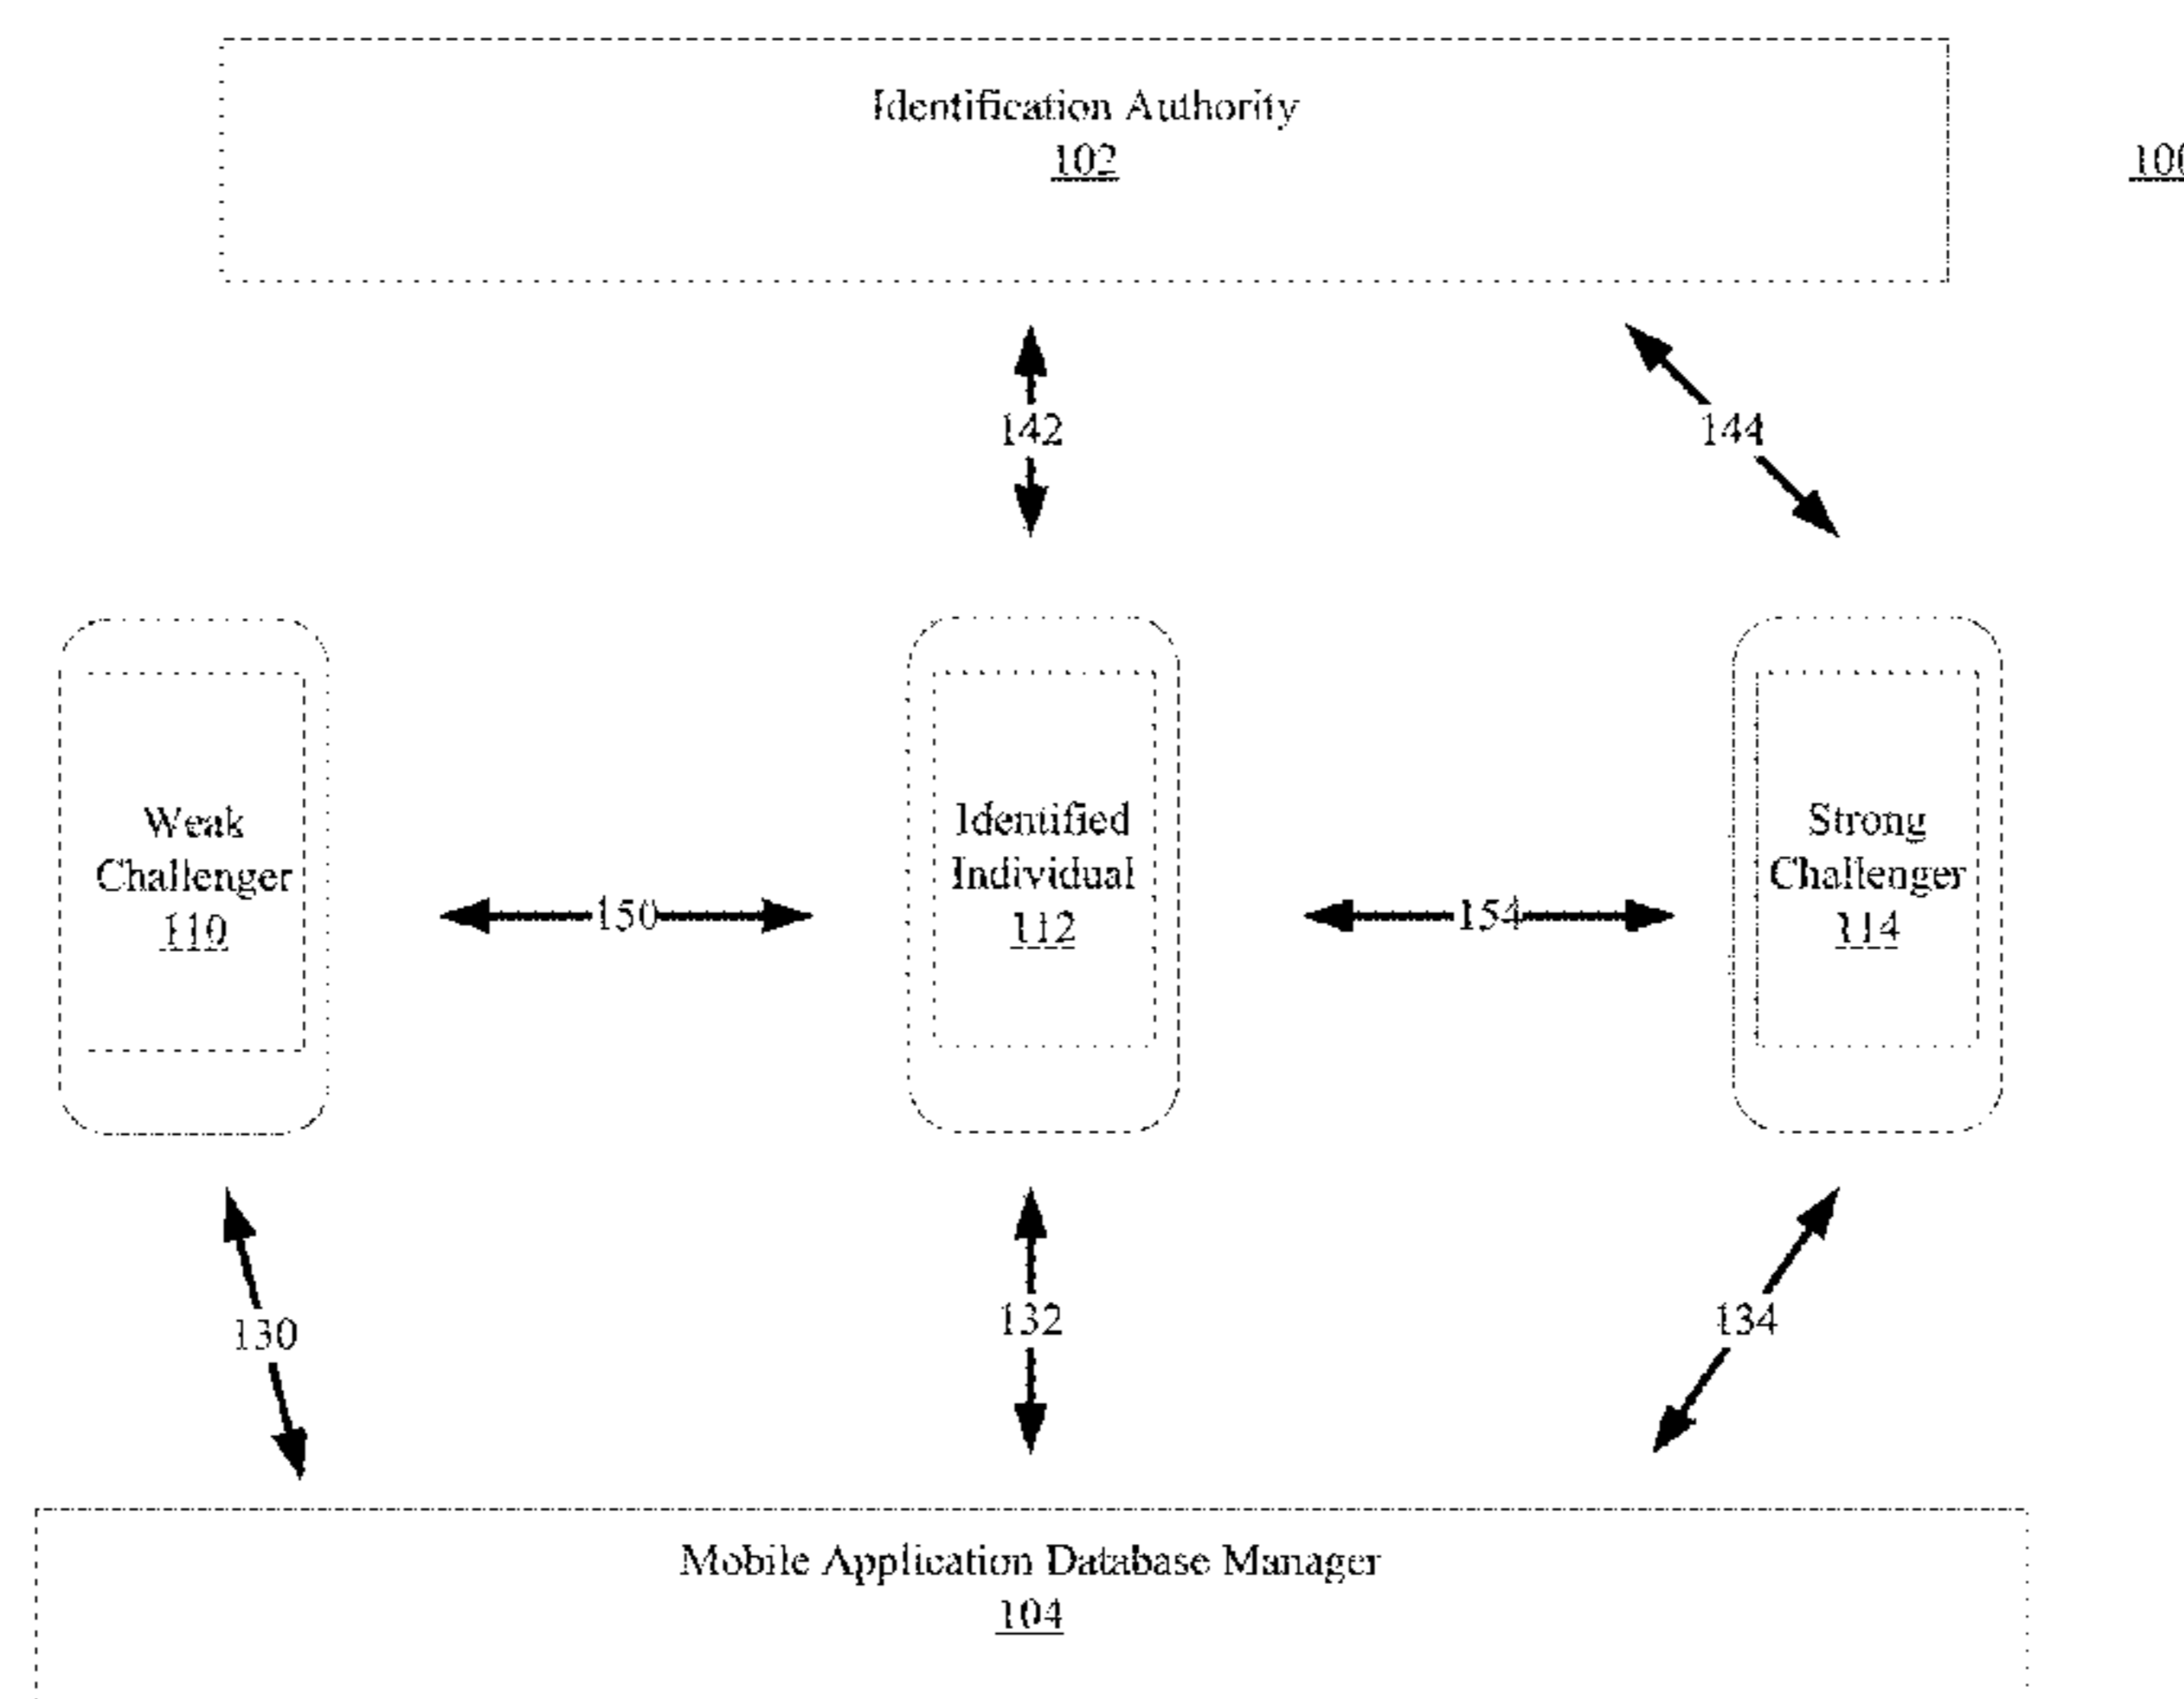 Identification Authority
102
100
142
144
Weak
Challenger
110
Identified
Individual
112
Strong
Challenger
114
150
154
130
132
134
Mobile Application Database Manager
104